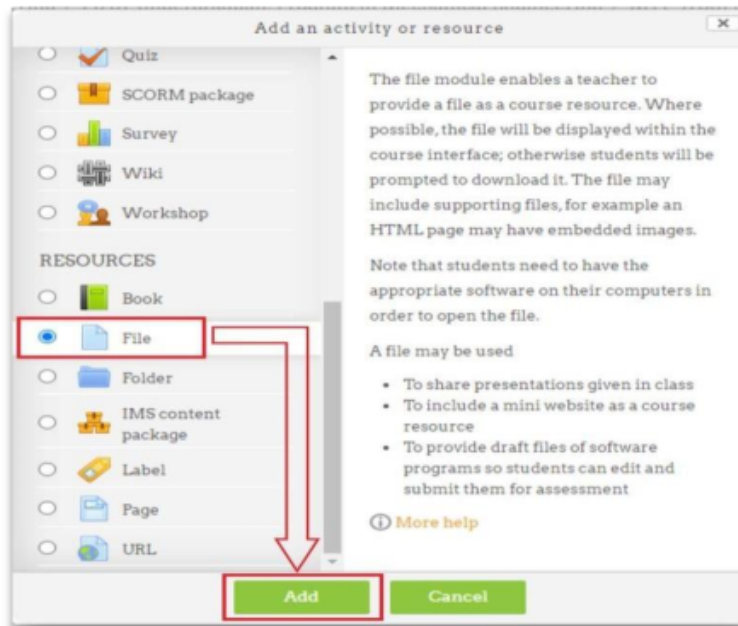 Add an activity or resource
Quiz
SCORM package
Survey
Wiki
Workshop
RESOURCES
Book
File
Folder
IMS content
package
Label
Page
URL
The file module enables a teacher to
provide a file as a course resource. Where
possible, the file will be displayed within the
course interface; otherwise students will be
prompted to download it. The file may
include supporting files, for example an
HTML page may have embedded images.
Note that students need to have the
appropriate software on their computers in
order to open the file.
A file may be used
• To share presentations given in class
• To include a mini website as a course
resource
• To provide draft files of software
programs so students can edit and
submit them for assessment
More help
Add
Cancel